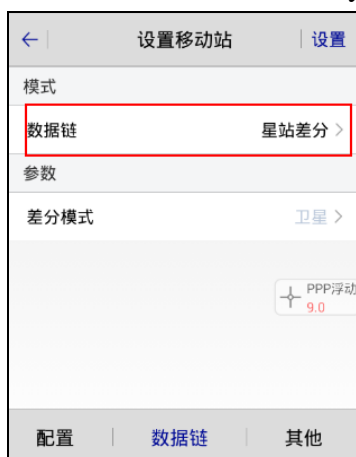 设置移动站
设置
模式
数据链 星站差分
参数
差分模式 卫星
PPP浮动
9.0
配置 数据链 其他